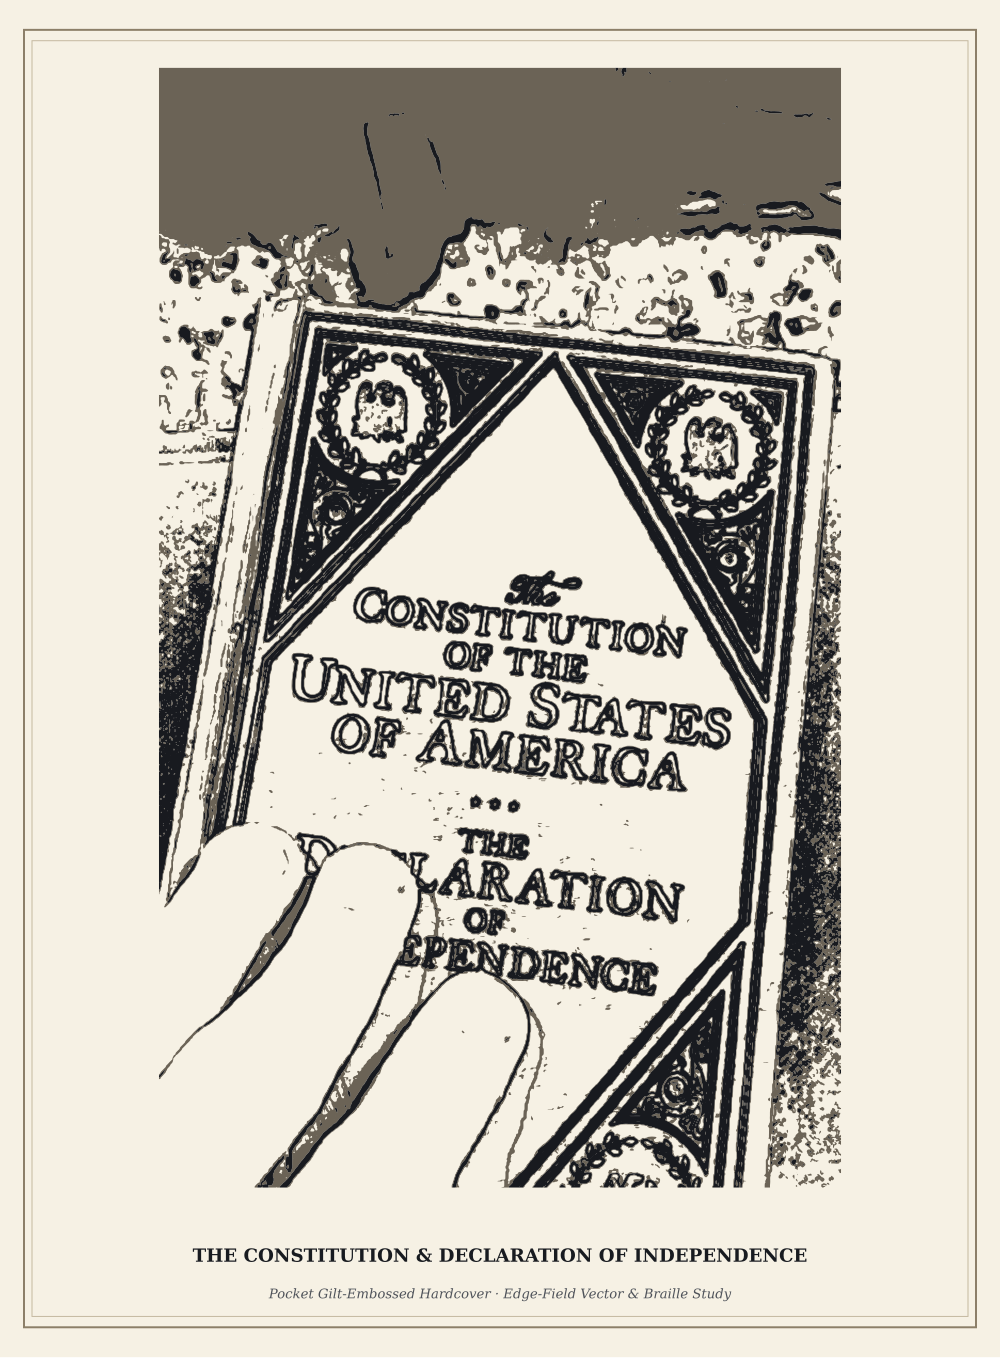 The
CONSTITUTION
OF THE
UNITED STATES
OF AMERICA
THE
D LARATION
OF
EPENDENCE
THE CONSTITUTION & DECLARATION OF INDEPENDENCE
Pocket Gilt-Embossed Hardcover · Edge-Field Vector & Braille Study